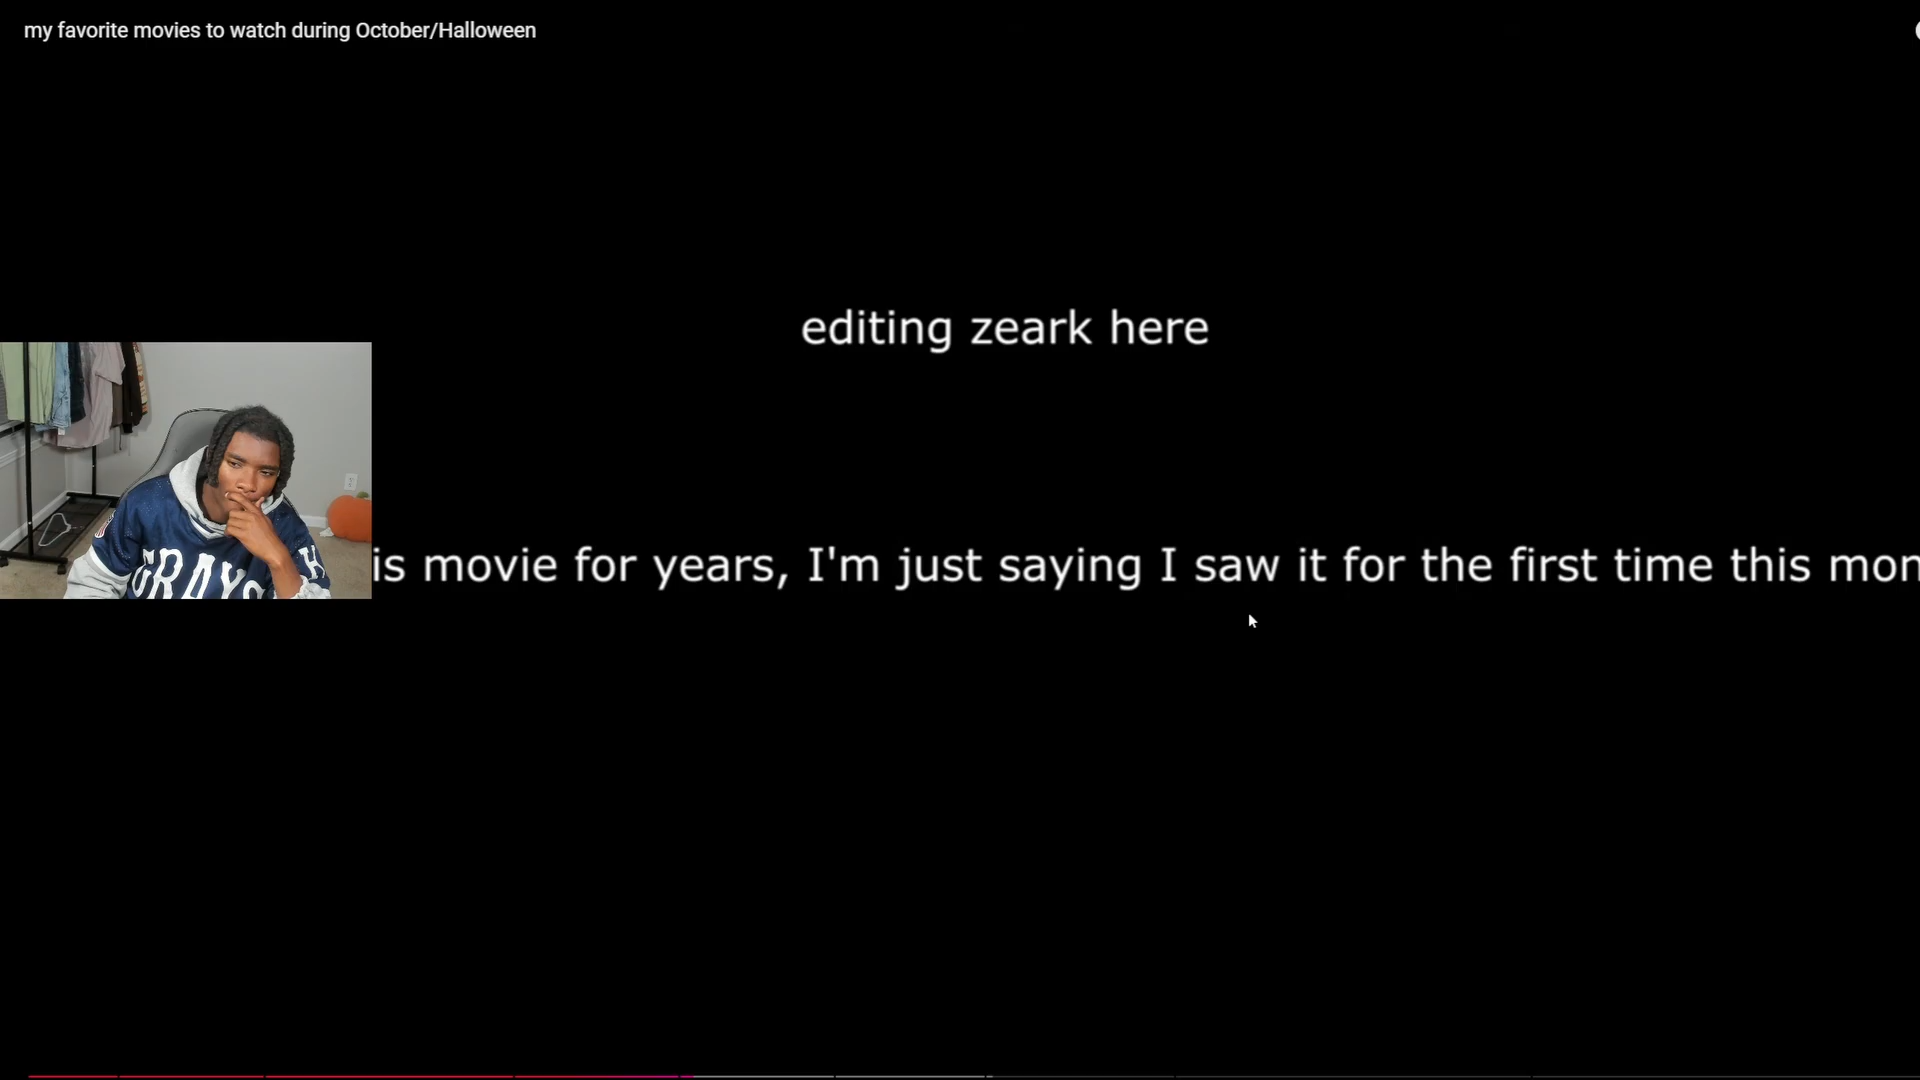 my favorite movies to watch during October/Halloween
editing zeark here
is movie for years, I'm just saying I saw it for the first time this mon
GRAYS H